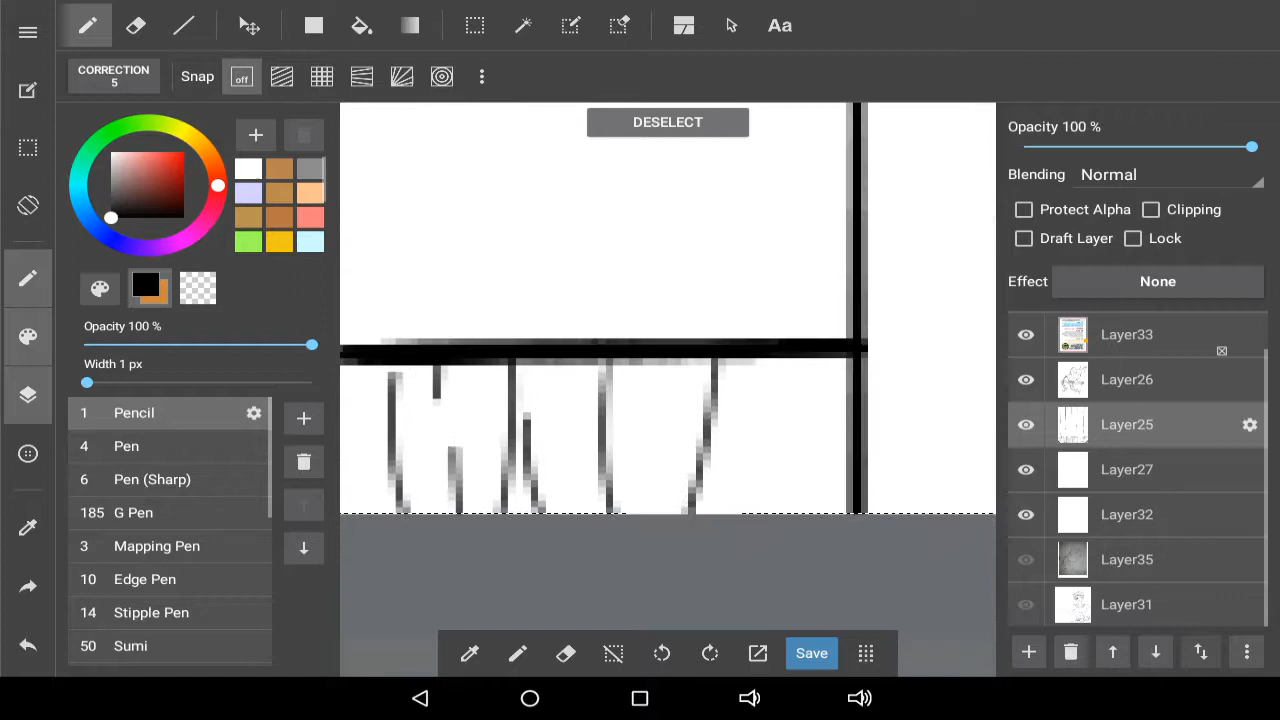 Aa
CORRECTION
5
Snap
off
DESELECT
Opacity 100 %
Blending
Normal
Protect Alpha
Clipping
Draft Layer
Lock
Effect
None
Opacity 100 %
Width 1 px
1 Pencil
4 Pen
6 Pen (Sharp)
185 G Pen
3 Mapping Pen
10 Edge Pen
14 Stipple Pen
50 Sumi
Layer33
Layer26
Layer25
Layer27
Layer32
Layer35
Layer31
Save